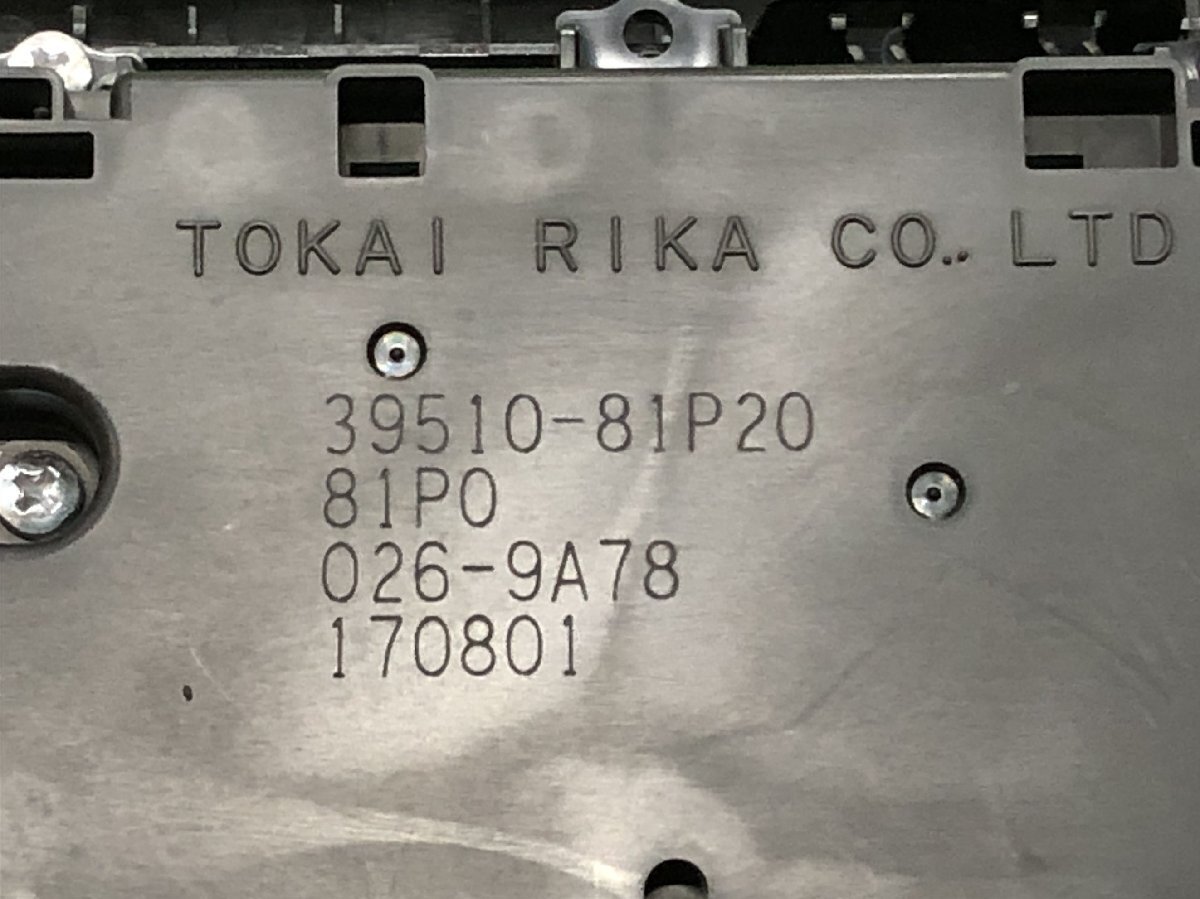 TOKAI RIKA CO., LTD
39510-81P20
81P0
026-9A78
170801